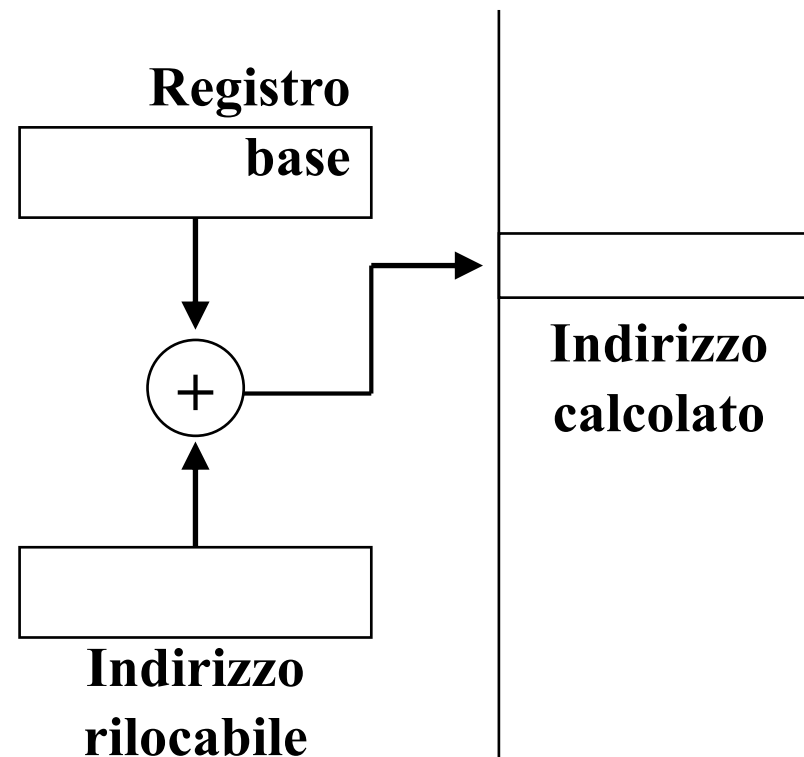 Registro
base
+
Indirizzo
calcolato
Indirizzo
rilocabile